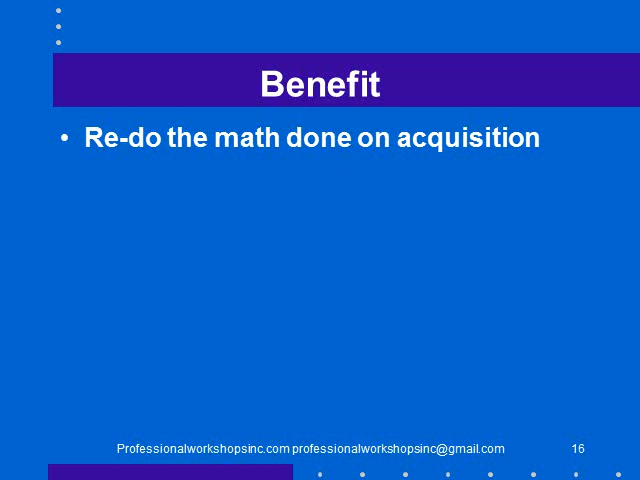 Benefit
• Re-do the math done on acquisition
Professionalworkshopsinc.com professionalworkshopsinc@gmail.com 16